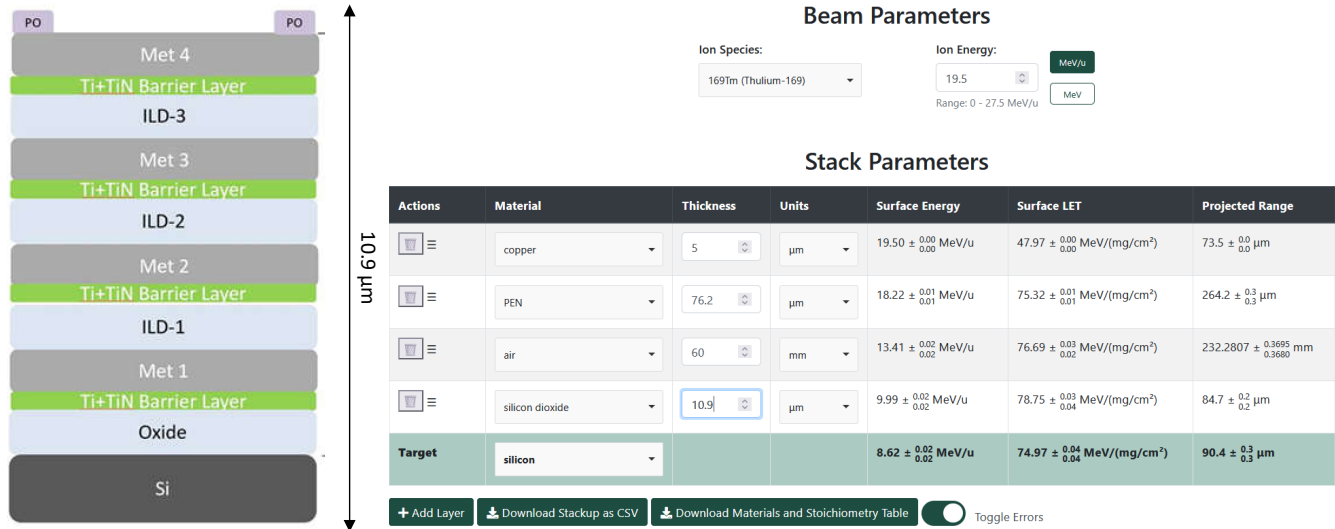 PO
PO
Met 4
Ti+TiN Barrier Layer
ILD-3
Met 3
Ti+TiN Barrier Layer
ILD-2
Met 2
Ti+TiN Barrier Layer
ILD-1
Met 1
Ti+TiN Barrier Layer
Oxide
Si
10.9 µm
Beam Parameters
Ion Species:
169Tm (Thulium-169)
Ion Energy:
19.5
Range: 0 - 27.5 MeV/u
MeV/u
MeV
Stack Parameters
Actions Material Thickness Units Surface Energy Surface LET Projected Range
copper 5 µm 19.50 ± 0.00 0.00 MeV/u 47.97 ± 0.00 0.00 MeV/(mg/cm²) 73.5 ± 0.0 0.0 µm
PEN 76.2 µm 18.22 ± 0.01 0.01 MeV/u 75.32 ± 0.01 0.01 MeV/(mg/cm²) 264.2 ± 0.3 0.3 µm
air 60 mm 13.41 ± 0.02 0.02 MeV/u 76.69 ± 0.03 0.02 MeV/(mg/cm²) 232.2807 ± 0.3695 0.3680 mm
silicon dioxide 10.9 µm 9.99 ± 0.02 0.02 MeV/u 78.75 ± 0.03 0.04 MeV/(mg/cm²) 84.7 ± 0.2 0.2 µm
Target silicon 8.62 ± 0.02 0.02 MeV/u 74.97 ± 0.04 0.04 MeV/(mg/cm²) 90.4 ± 0.3 0.3 µm
+ Add Layer Download Stackup as CSV Download Materials and Stoichiometry Table Toggle Errors